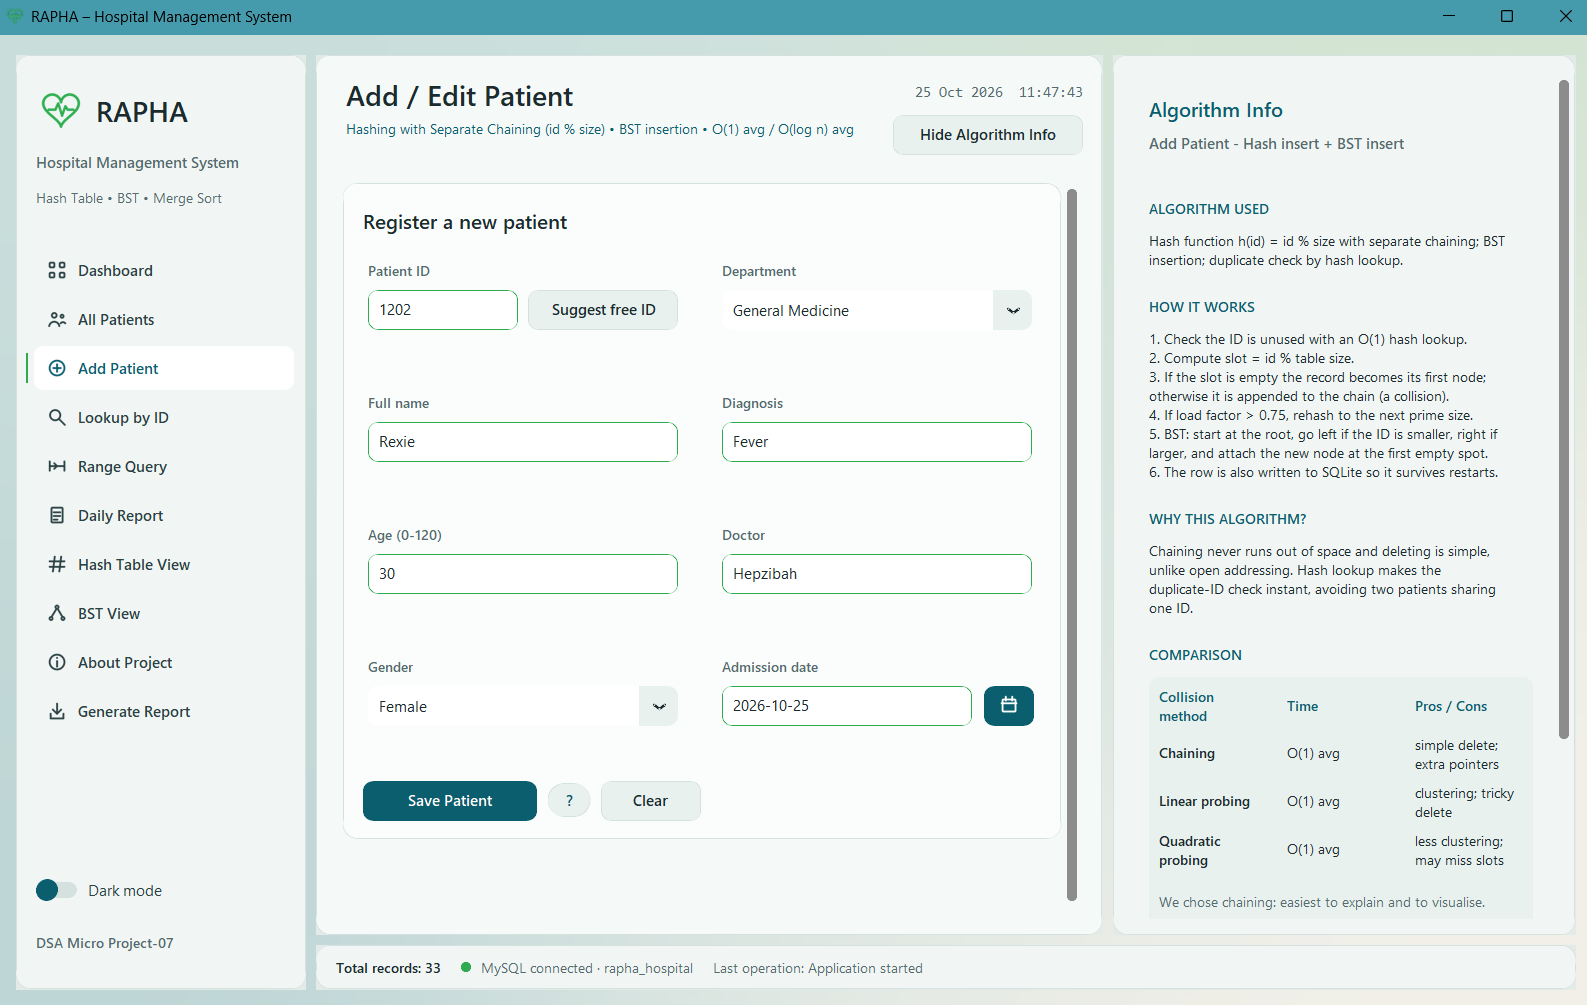 RAPHA – Hospital Management System
RAPHA
Hospital Management System
Hash Table • BST • Merge Sort
Dashboard
All Patients
Add Patient
Lookup by ID
Range Query
Daily Report
Hash Table View
BST View
About Project
Generate Report
Dark mode
DSA Micro Project-07
Add / Edit Patient
25 Oct 2026 11:47:43
Hashing with Separate Chaining (id % size) • BST insertion • O(1) avg / O(log n) avg
Hide Algorithm Info
Register a new patient
Patient ID
1202
Suggest free ID
Department
General Medicine
Full name
Rexie
Diagnosis
Fever
Age (0-120)
30
Doctor
Hepzibah
Gender
Female
Admission date
2026-10-25
Save Patient
?
Clear
Algorithm Info
Add Patient - Hash insert + BST insert
ALGORITHM USED
Hash function h(id) = id % size with separate chaining; BST
insertion; duplicate check by hash lookup.
HOW IT WORKS
1. Check the ID is unused with an O(1) hash lookup.
2. Compute slot = id % table size.
3. If the slot is empty the record becomes its first node;
otherwise it is appended to the chain (a collision).
4. If load factor > 0.75, rehash to the next prime size.
5. BST: start at the root, go left if the ID is smaller, right if
larger, and attach the new node at the first empty spot.
6. The row is also written to SQLite so it survives restarts.
WHY THIS ALGORITHM?
Chaining never runs out of space and deleting is simple,
unlike open addressing. Hash lookup makes the
duplicate-ID check instant, avoiding two patients sharing
one ID.
COMPARISON
Collision
method
Time
Pros / Cons
Chaining
O(1) avg
simple delete;
extra pointers
Linear probing
O(1) avg
clustering; tricky
delete
Quadratic
probing
O(1) avg
less clustering;
may miss slots
We chose chaining: easiest to explain and to visualise.
Total records: 33
MySQL connected · rapha_hospital
Last operation: Application started